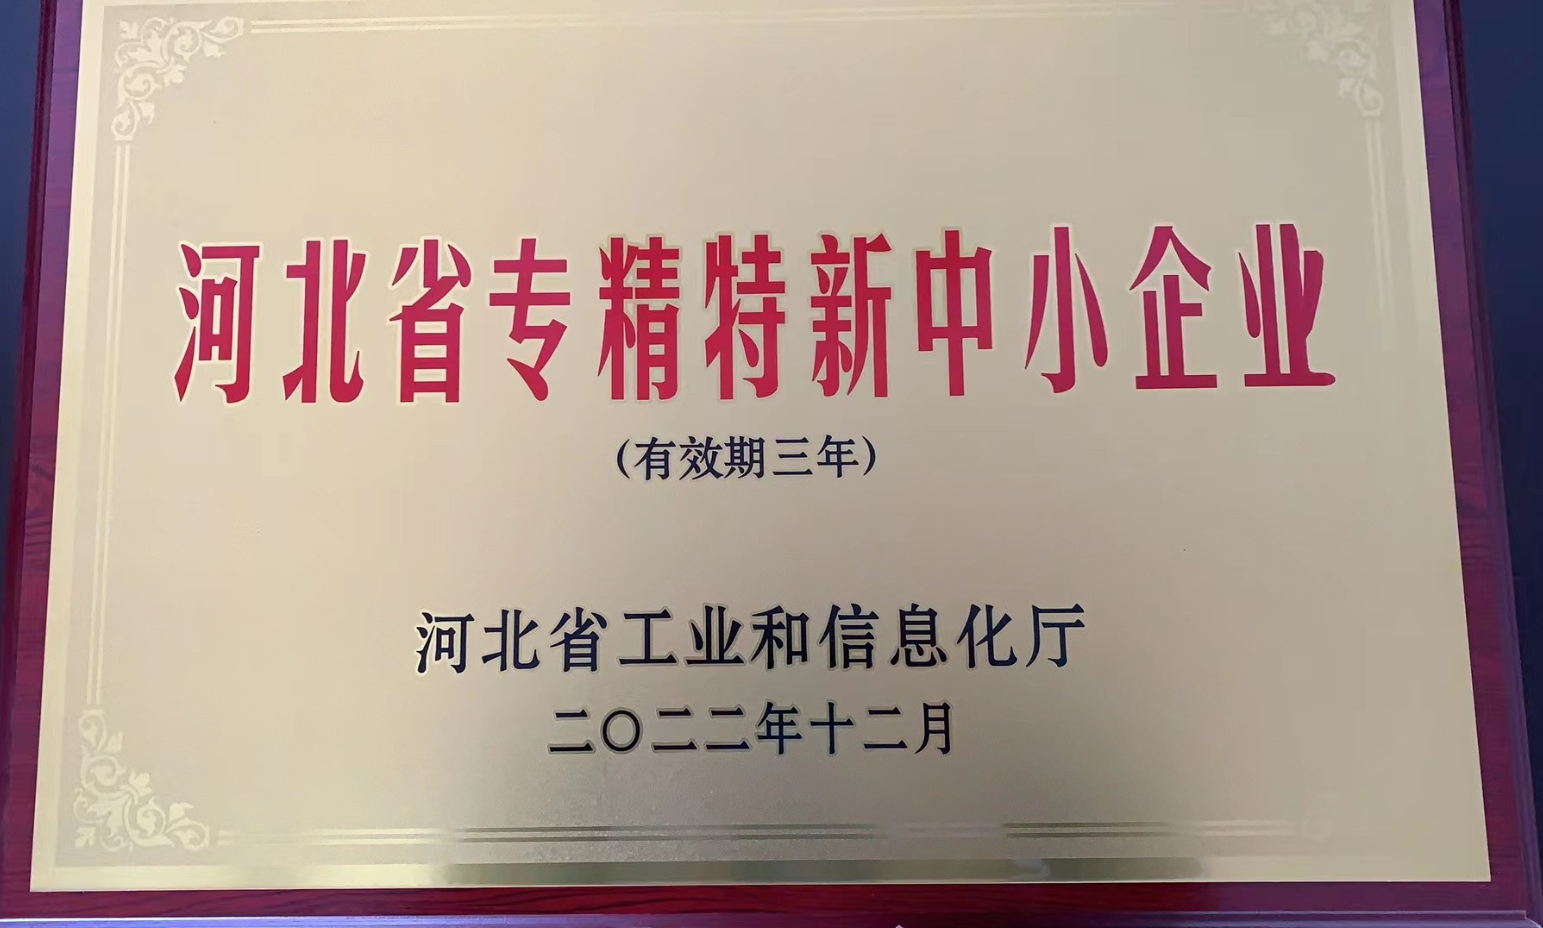 河北省专精特新中小企业
(有效期三年)
河北省工业和信息化厅
二〇二二年十二月